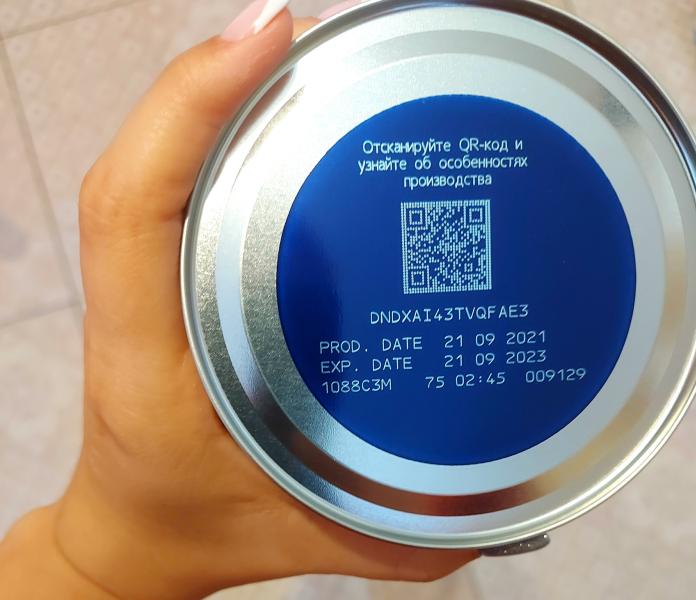 Отсканируйте QR-код и
узнайте об особенностях
производства
DNDXAI43TVQFAE3
PROD. DATE 21 09 2021
EXP. DATE 21 09 2023
1088C3M 75 02:45 009129